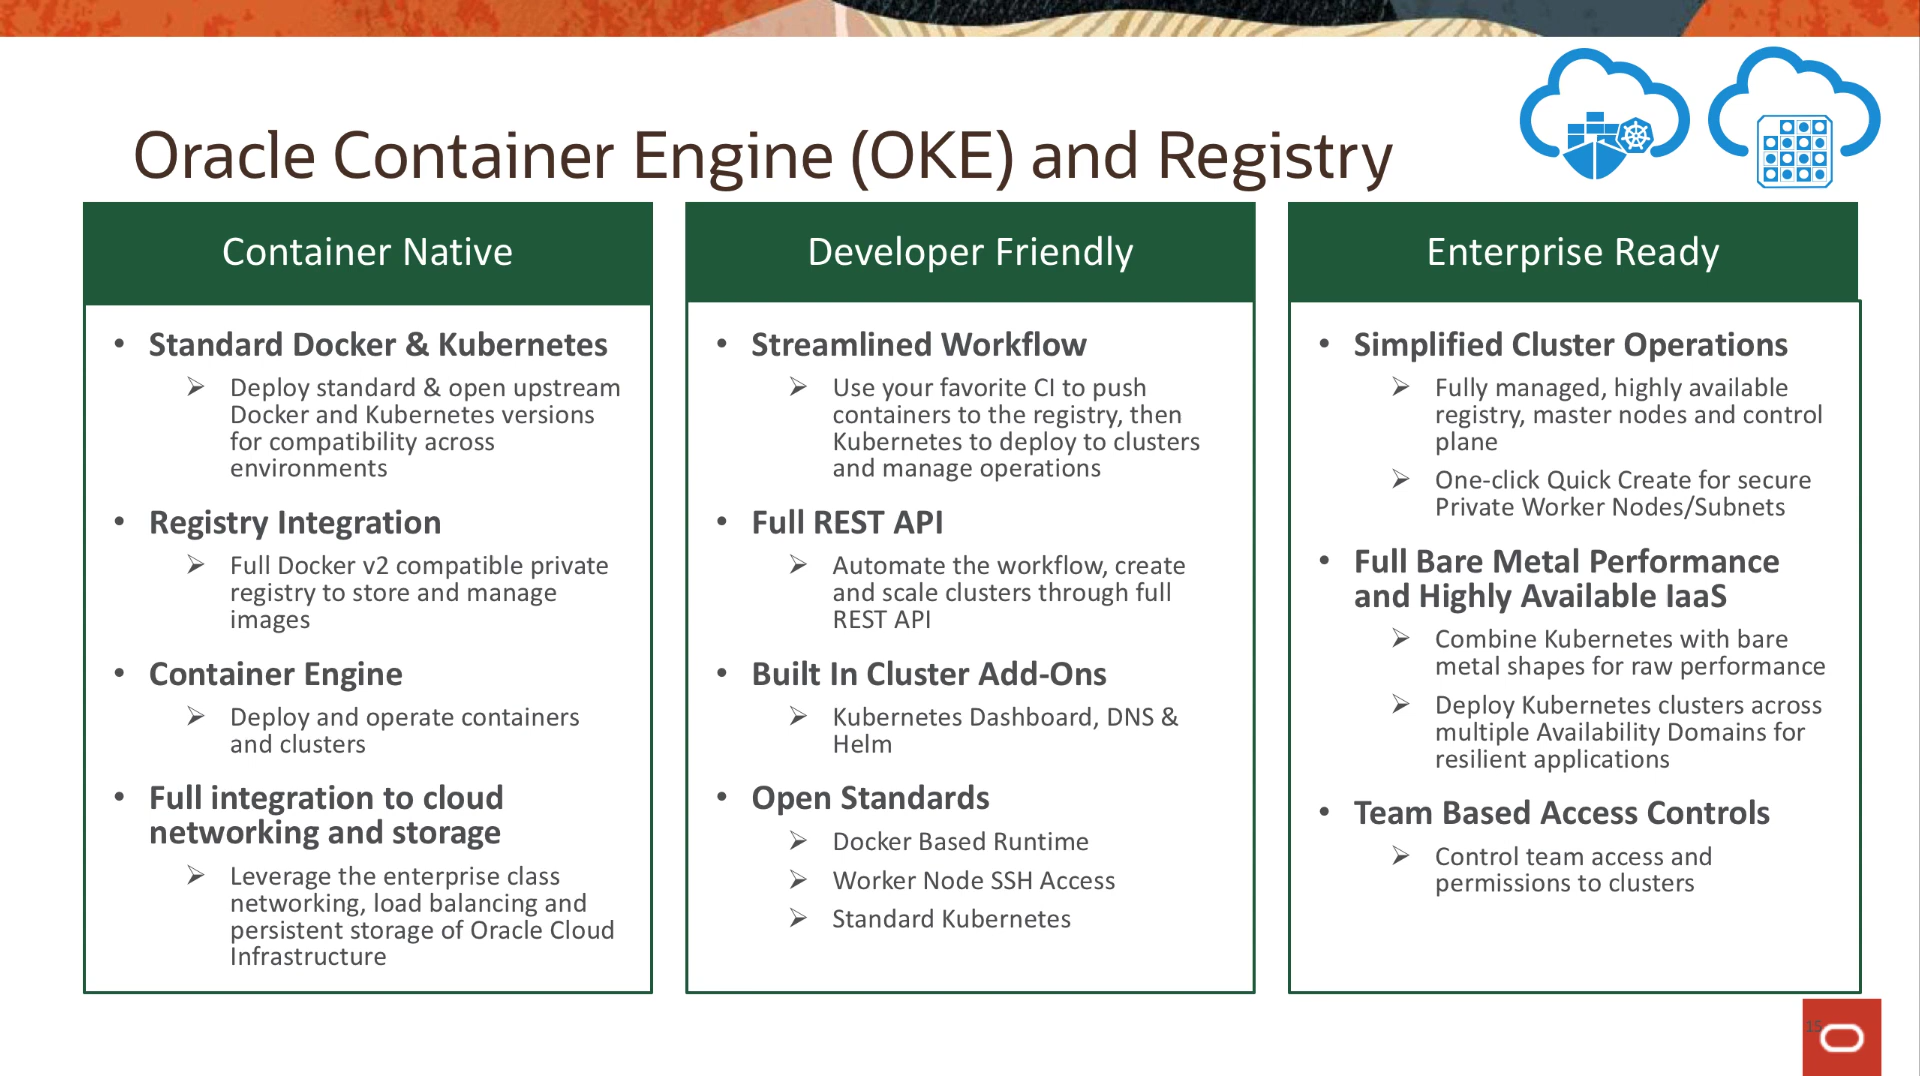 Oracle Container Engine (OKE) and Registry
Container Native
• Standard Docker & Kubernetes
➢ Deploy standard & open upstream
Docker and Kubernetes versions
for compatibility across
environments
• Registry Integration
➢ Full Docker v2 compatible private
registry to store and manage
images
• Container Engine
➢ Deploy and operate containers
and clusters
• Full integration to cloud
networking and storage
➢ Leverage the enterprise class
networking, load balancing and
persistent storage of Oracle Cloud
Infrastructure
Developer Friendly
• Streamlined Workflow
➢ Use your favorite CI to push
containers to the registry, then
Kubernetes to deploy to clusters
and manage operations
• Full REST API
➢ Automate the workflow, create
and scale clusters through full
REST API
• Built In Cluster Add-Ons
➢ Kubernetes Dashboard, DNS &
Helm
• Open Standards
➢ Docker Based Runtime
➢ Worker Node SSH Access
➢ Standard Kubernetes
Enterprise Ready
• Simplified Cluster Operations
➢ Fully managed, highly available
registry, master nodes and control
plane
➢ One-click Quick Create for secure
Private Worker Nodes/Subnets
• Full Bare Metal Performance
and Highly Available IaaS
➢ Combine Kubernetes with bare
metal shapes for raw performance
➢ Deploy Kubernetes clusters across
multiple Availability Domains for
resilient applications
• Team Based Access Controls
➢ Control team access and
permissions to clusters
15